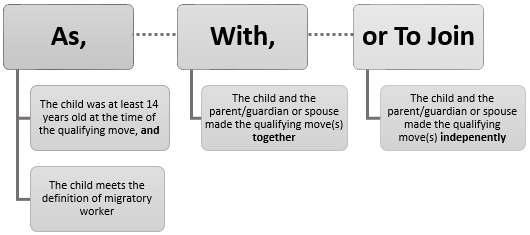 As,
With,
or To Join
The child was at least 14
years old at the time of
the qualifying move, and
The child meets the
definition of migratory
worker
The child and the
parent/guardian or spouse
made the qualifying move(s)
together
The child and the
parent/guardian or spouse
made the qualifying
move(s) indepenently